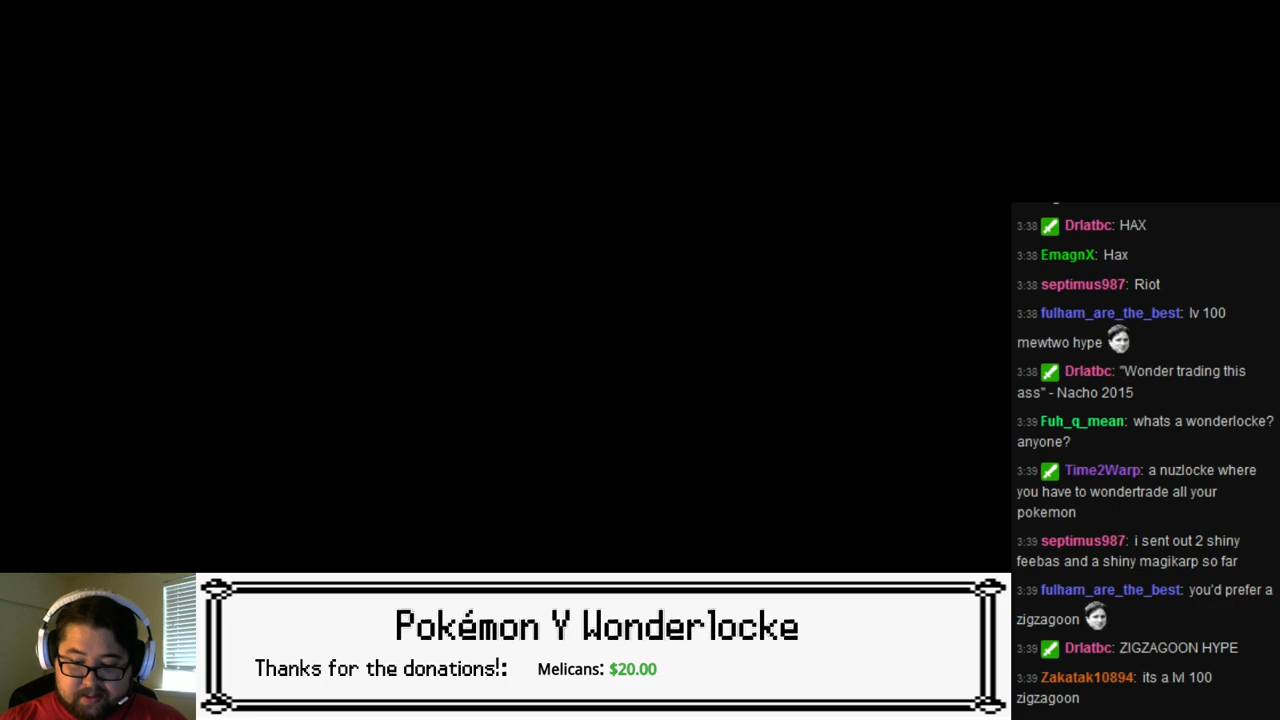 3:38 Drlatbc: HAX
3:38 EmagnX: Hax
3:38 septimus987: Riot
3:38 fulham_are_the_best: lv 100
mewtwo hype
3:38 Drlatbc: "Wonder trading this
ass" - Nacho 2015
3:39 Fuh_q_mean: whats a wonderlocke?
anyone?
3:39 Time2Warp: a nuzlocke where
you have to wondertrade all your
pokemon
3:39 septimus987: i sent out 2 shiny
feebas and a shiny magikarp so far
3:39 fulham_are_the_best: you'd prefer a
zigzagoon
3:39 Drlatbc: ZIGZAGOON HYPE
3:39 Zakatak10894: its a lvl 100
zigzagoon
Pokémon Y Wonderlocke
Thanks for the donations!: Melicans: $20.00